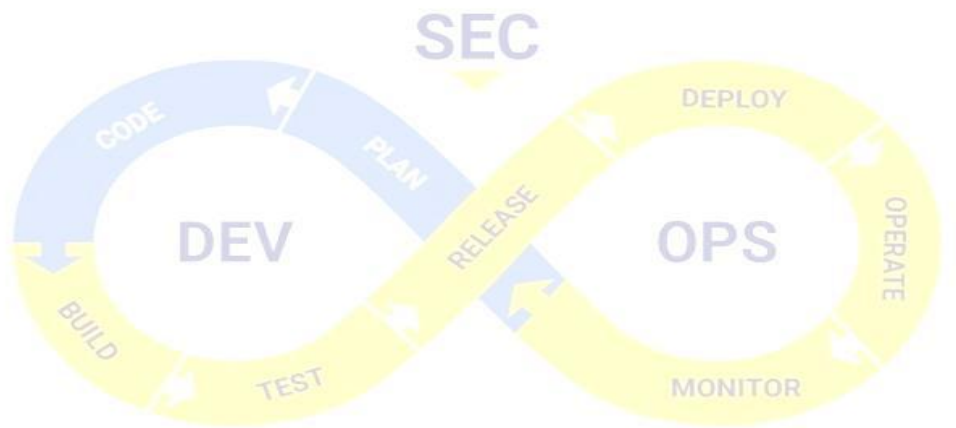 SEC
DEPLOY
CODE
PLAN
RELEASE
OPERATE
DEV
OPS
BUILD
TEST
MONITOR